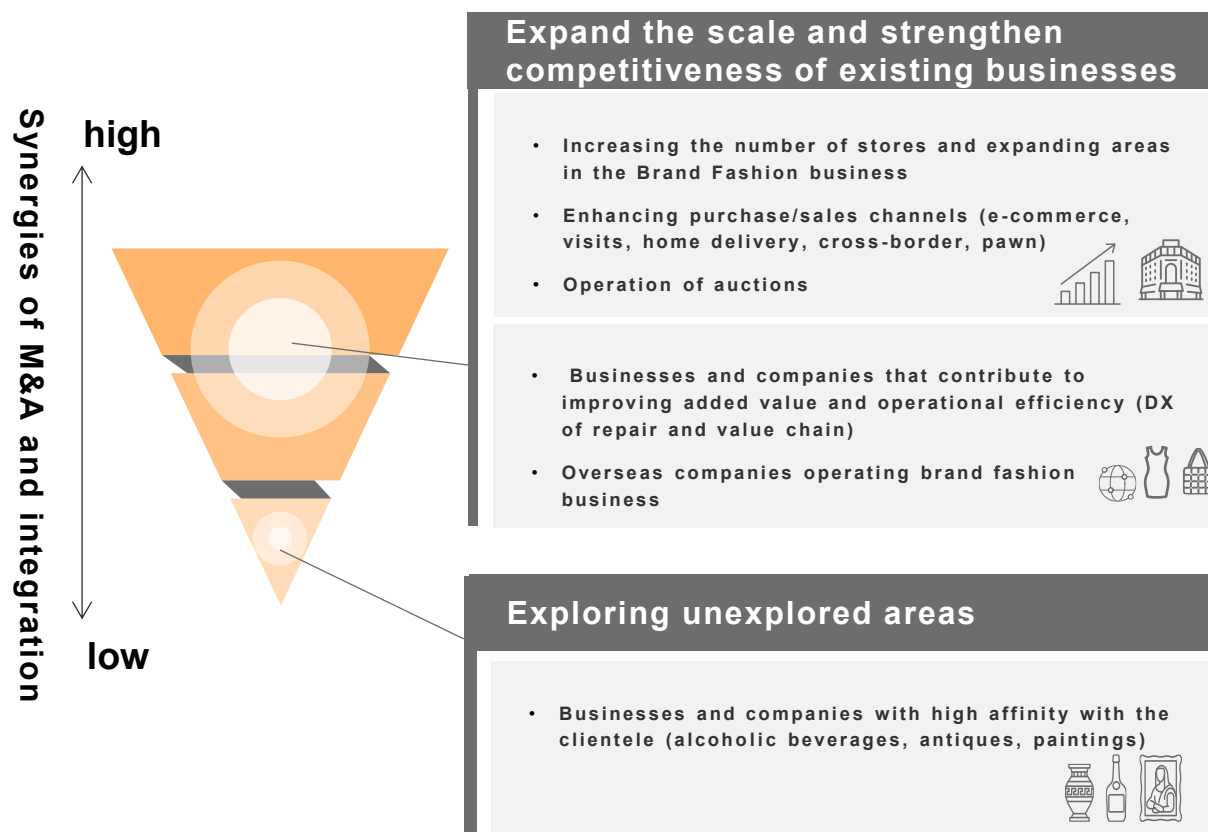 Synergies of M&A and integration
high
low
Expand the scale and strengthen
competitiveness of existing businesses
• Increasing the number of stores and expanding areas
in the Brand Fashion business
• Enhancing purchase/sales channels (e-commerce,
visits, home delivery, cross-border, pawn)
• Operation of auctions
• Businesses and companies that contribute to
improving added value and operational efficiency (DX
of repair and value chain)
• Overseas companies operating brand fashion
business
Exploring unexplored areas
• Businesses and companies with high affinity with the
clientele (alcoholic beverages, antiques, paintings)